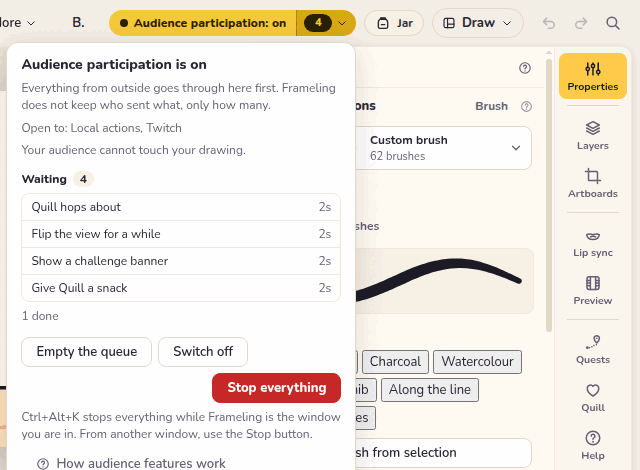 ore
B.
Audience participation: on
4
Jar
Draw
Audience participation is on
Everything from outside goes through here first. Frameling
does not keep who sent what, only how many.
Open to: Local actions, Twitch
Your audience cannot touch your drawing.
Waiting 4
Quill hops about 2s
Flip the view for a while 2s
Show a challenge banner 2s
Give Quill a snack 2s
1 done
Empty the queue
Switch off
Stop everything
Ctrl+Alt+K stops everything while Frameling is the window
you are in. From another window, use the Stop button.
How audience features work
ons
Brush
Custom brush
62 brushes
shes
Charcoal
Watercolour
ib
Along the line
es
sh from selection
Properties
Layers
Artboards
Lip sync
Preview
Quests
Quill
Help